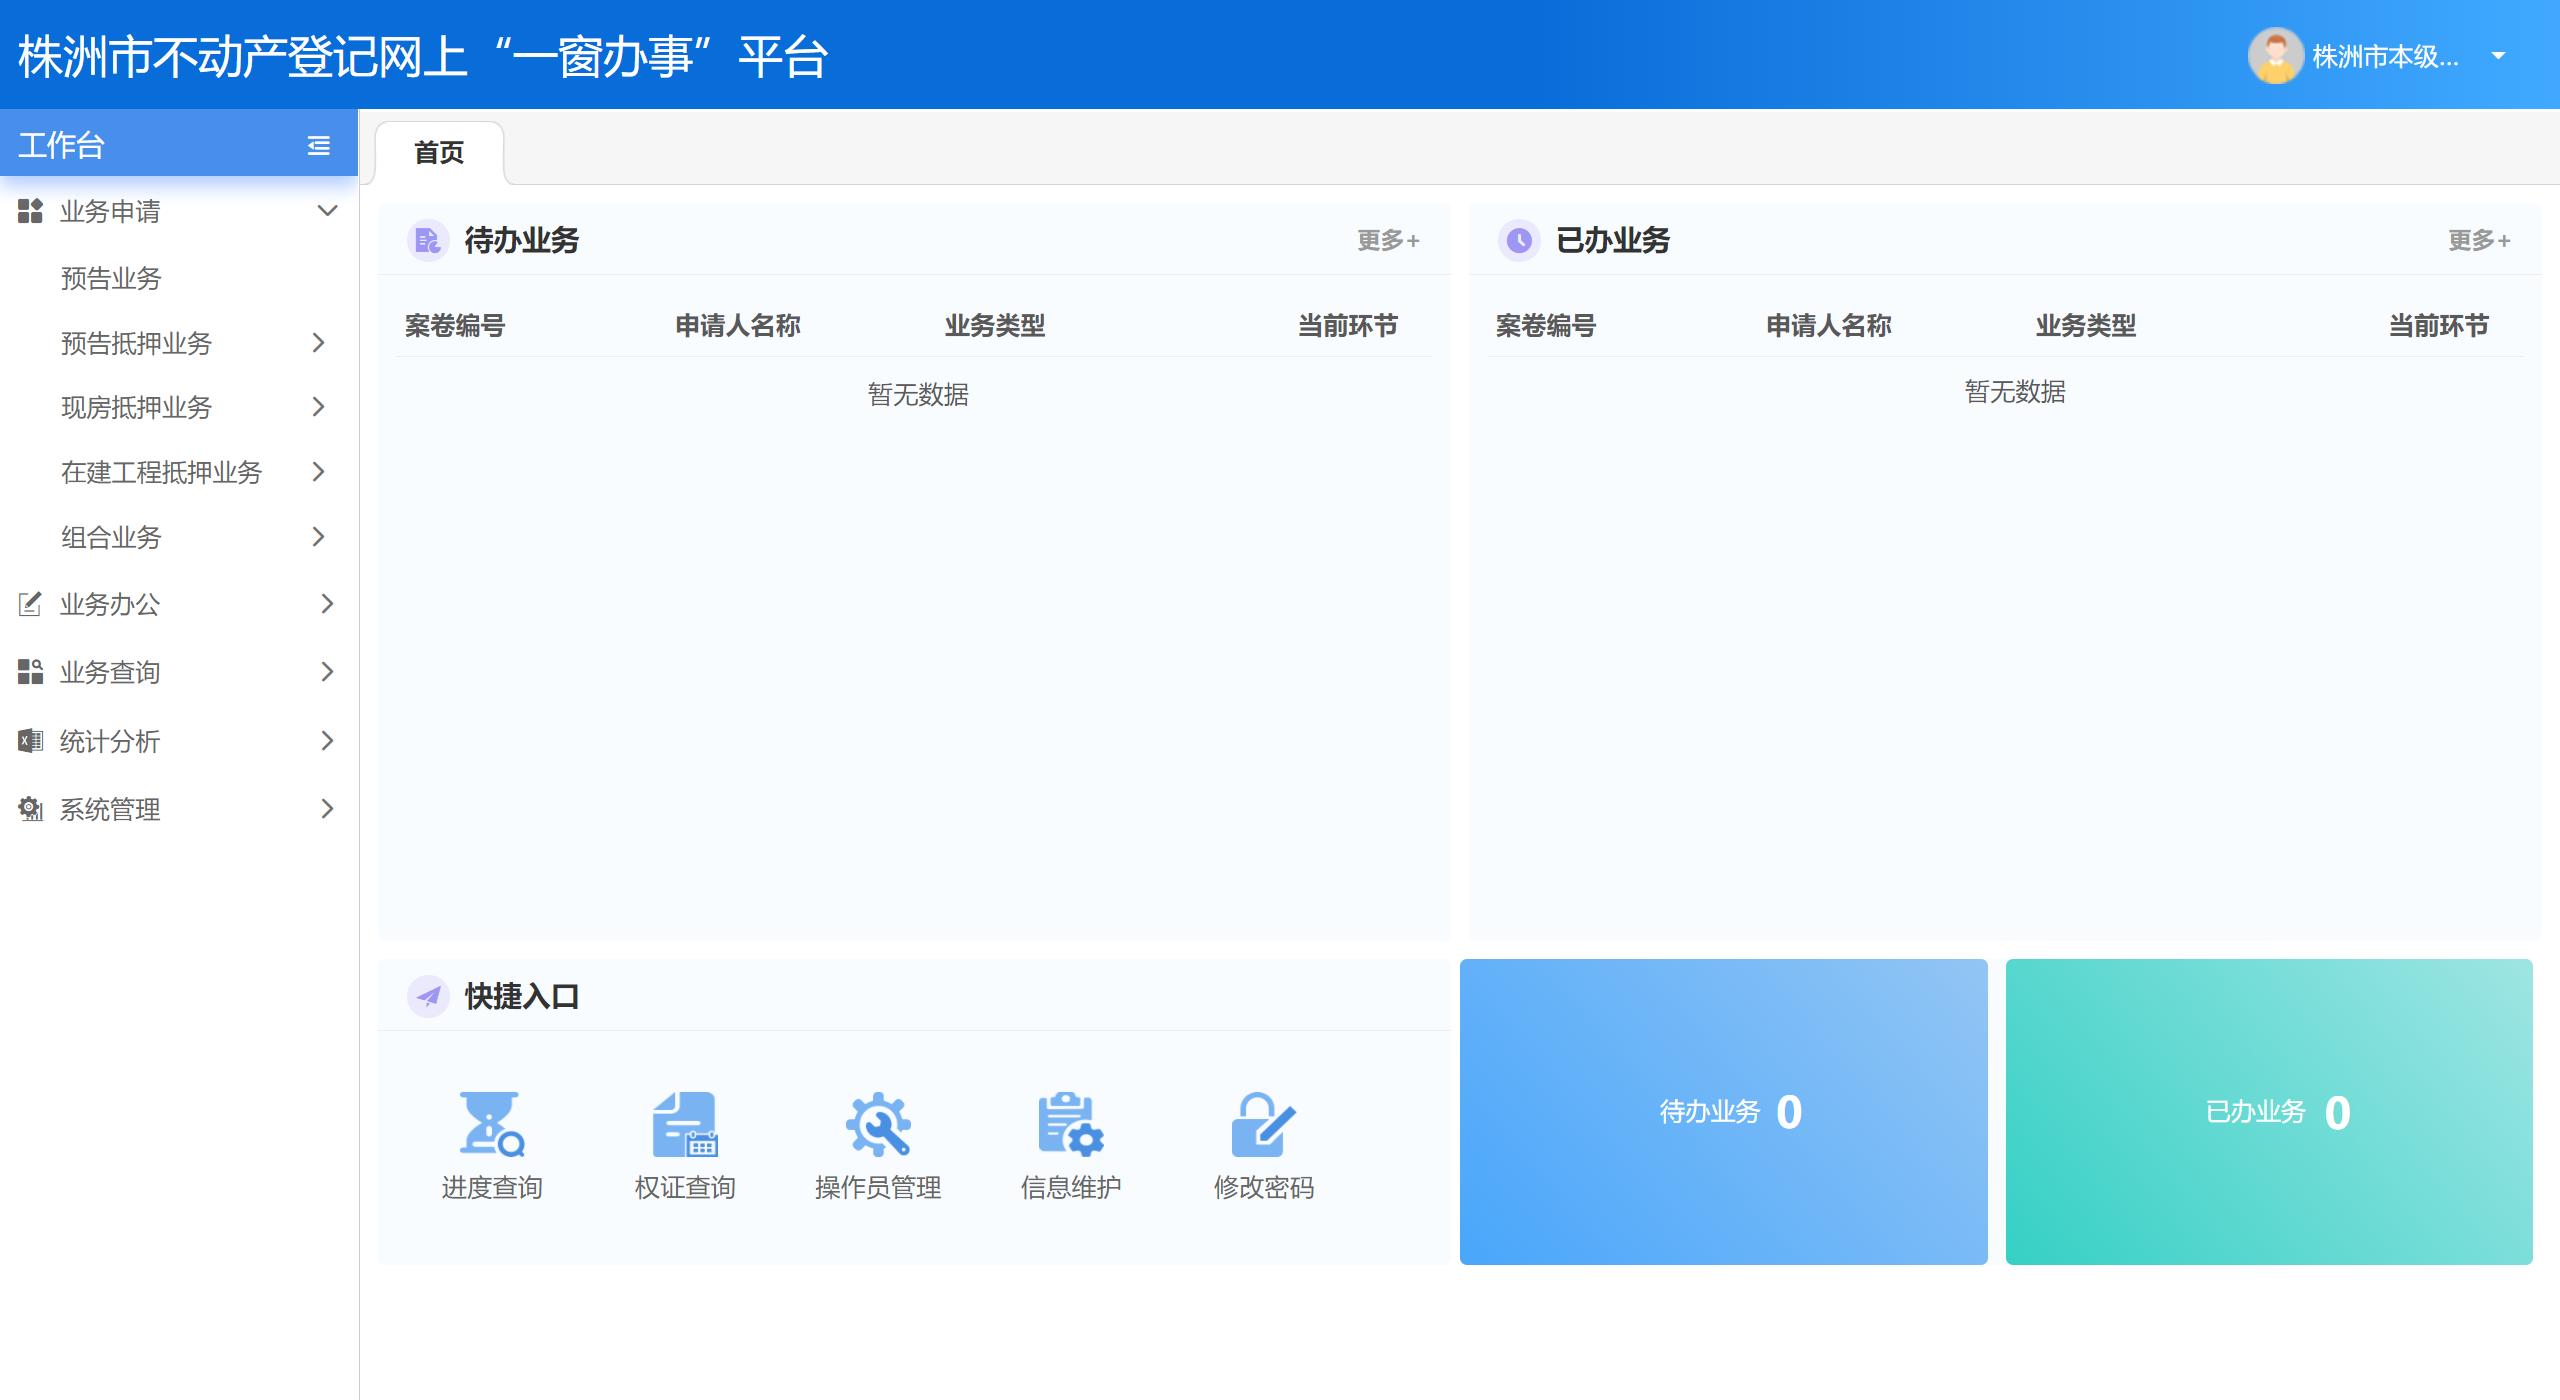 株洲市不动产登记网上“一窗办事”平台
株洲市本级...
工作台
首页
业务申请
预告业务
预告抵押业务
现房抵押业务
在建工程抵押业务
组合业务
业务办公
业务查询
统计分析
系统管理
待办业务 更多+
案卷编号 申请人名称 业务类型 当前环节
暂无数据
已办业务 更多+
案卷编号 申请人名称 业务类型 当前环节
暂无数据
快捷入口
进度查询 权证查询 操作员管理 信息维护 修改密码
待办业务 0
已办业务 0